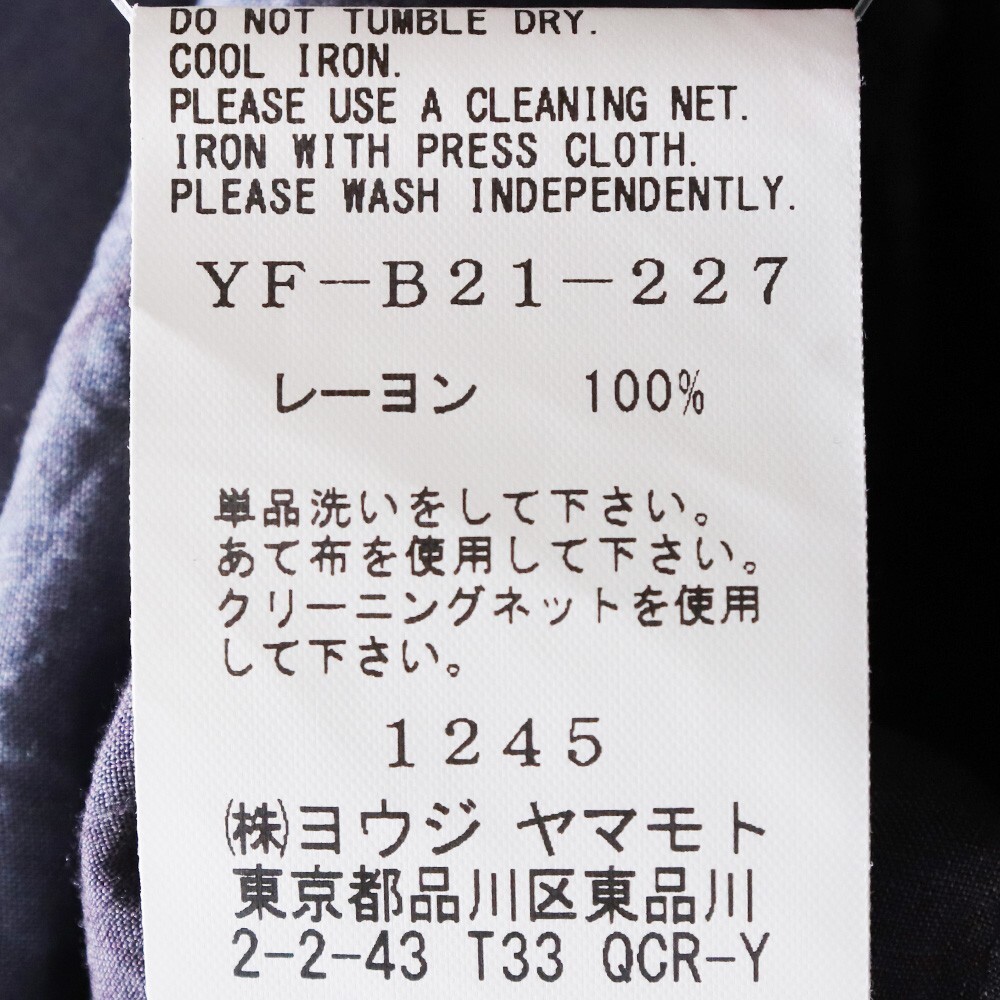 DO NOT TUMBLE DRY.
COOL IRON.
PLEASE USE A CLEANING NET.
IRON WITH PRESS CLOTH.
PLEASE WASH INDEPENDENTLY.
YF－B21－227
レーヨン 100%
単品洗いをして下さい。
あて布を使用して下さい。
クリーニングネットを使用
して下さい。
1245
㈱ヨウジ ヤマモト
東京都品川区東品川
2-2-43 T33 QCR-Y